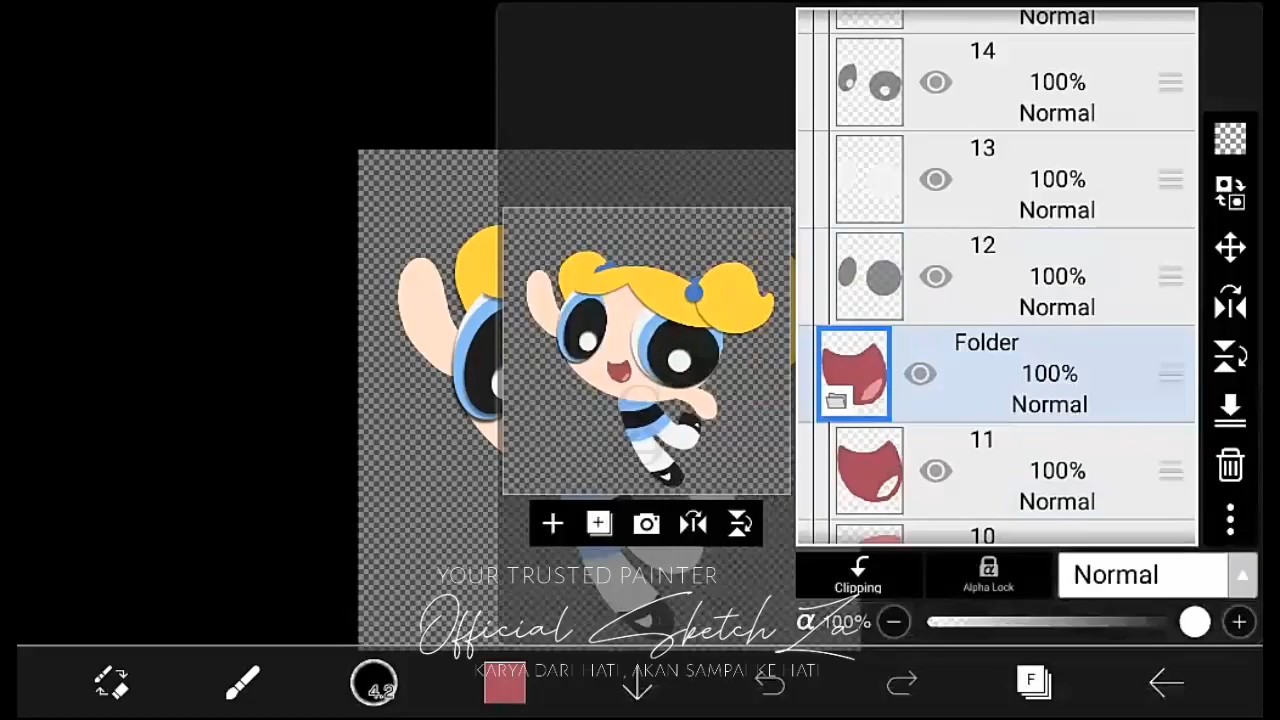 Normal
14
100%
Normal
13
100%
Normal
12
100%
Normal
Folder
100%
Normal
11
100%
Normal
10
Clipping
Alpha Lock
Normal
α 100%
YOUR TRUSTED PAINTER
Official Sketch Za
KARYA DARI HATI, AKAN SAMPAI KE HATI
4.2
F